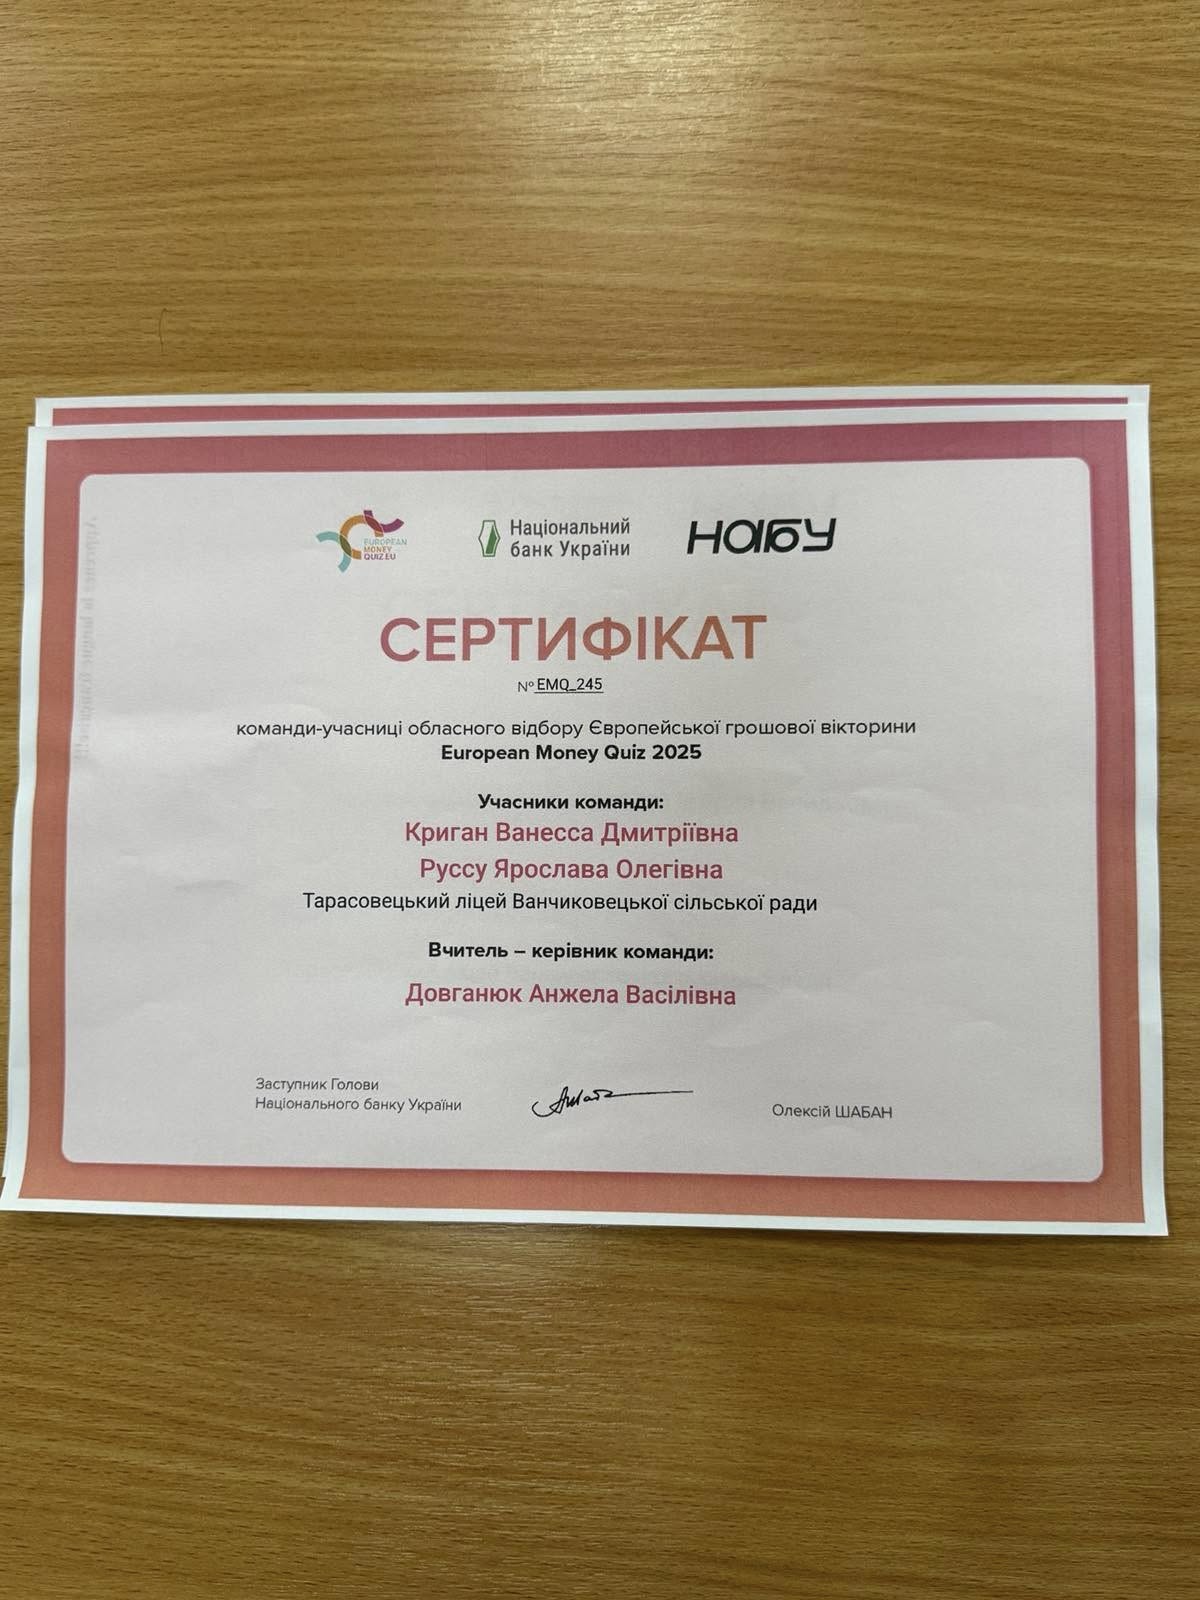 EUROPEAN
MONEY
QUIZ.EU
Національний
банк України
НАБУ
СЕРТИФІКАТ
№ EMQ_245
команди-учасниці обласного відбору Європейської грошової вікторини
European Money Quiz 2025
Учасники команди:
Криган Ванесса Дмитріївна
Руссу Ярослава Олегівна
Тарасовецький ліцей Ванчиковецької сільської ради
Вчитель – керівник команди:
Довганюк Анжела Васілівна
Заступник Голови
Національного банку України
Олексій ШАБАН